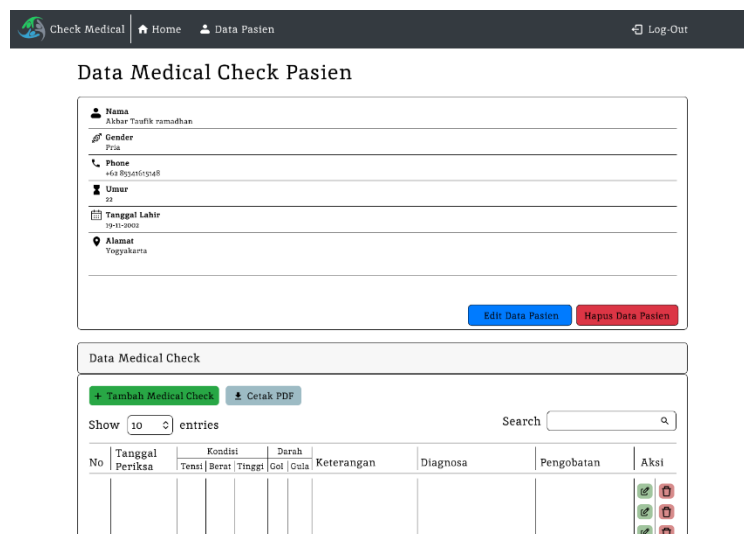 Check Medical Home Data Pasien Log-Out
Data Medical Check Pasien
Nama
Akbar Taufik ramadhan
Gender
Pria
Phone
+62 85341615148
Umur
22
Tanggal Lahir
19-11-2002
Alamat
Yogyakarta
Edit Data Pasien Hapus Data Pasien
Data Medical Check
+ Tambah Medical Check Cetak PDF
Show 10 entries Search
No Tanggal Periksa Kondisi Darah Keterangan Diagnosa Pengobatan Aksi
Tensi Berat Tinggi Gol Gula